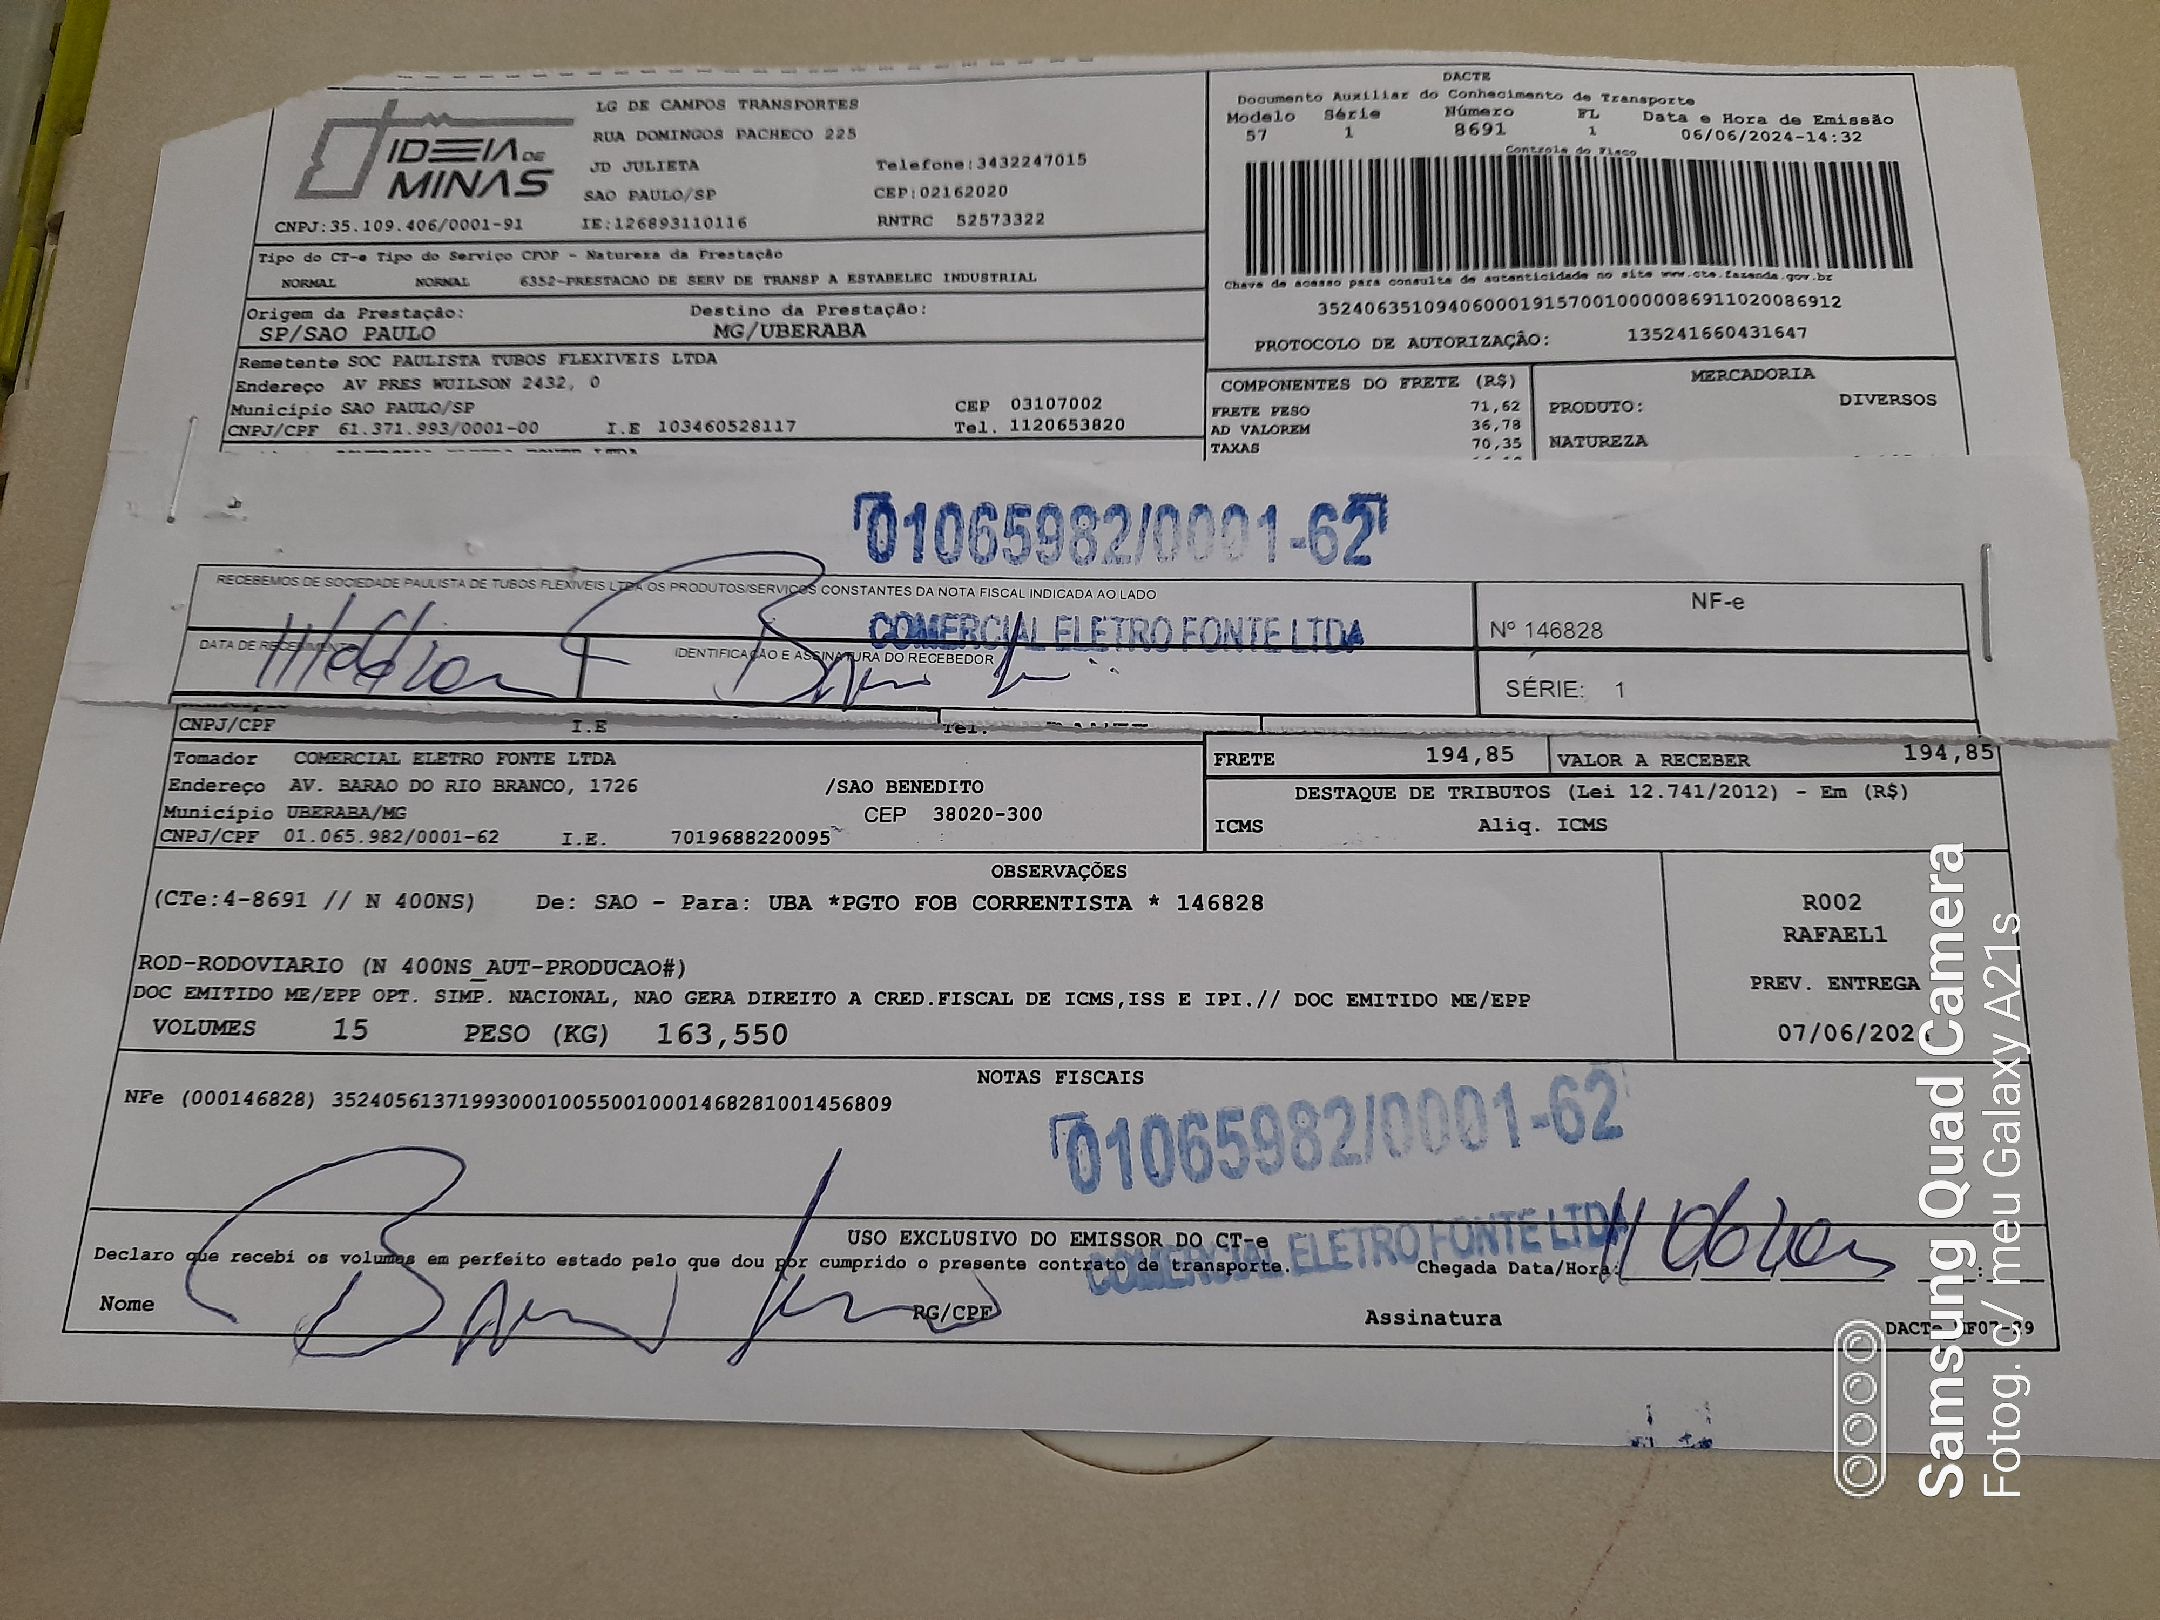 IDEIA DE
MINAS
CNPJ:35.109.406/0001-91
LG DE CAMPOS TRANSPORTES
RUA DOMINGOS PACHECO 225
JD JULIETA Telefone:3432247015
SAO PAULO/SP CEP:02162020
IE:126893110116 RNTRC 52573322
DACTE
Documento Auxiliar do Conhecimento de Transporte
Modelo Série Número FL Data e Hora de Emissão
57 1 8691 1 06/06/2024-14:32
Controle do Fisco
Chave de acesso para consulta de autenticidade no site www.cte.fazenda.gov.br
35240635109406000191570010000086911020086912
PROTOCOLO DE AUTORIZAÇÃO: 135241660431647
Tipo do CT-e Tipo do Serviço CFOP - Natureza da Prestação
NORMAL NORMAL 6352-PRESTACAO DE SERV DE TRANSP A ESTABELEC INDUSTRIAL
Origem da Prestação: Destino da Prestação:
SP/SAO PAULO MG/UBERABA
Remetente SOC PAULISTA TUBOS FLEXIVEIS LTDA
Endereço AV PRES WUILSON 2432, 0
Município SAO PAULO/SP CEP 03107002
CNPJ/CPF 61.371.993/0001-00 I.E 103460528117 Tel. 1120653820
COMPONENTES DO FRETE (R$)
FRETE PESO 71,62
AD VALOREM 36,78
TAXAS 70,35
MERCADORIA
PRODUTO: DIVERSOS
NATUREZA
01065982/0001-62
RECEBEMOS DE SOCIEDADE PAULISTA DE TUBOS FLEXIVEIS LTDA OS PRODUTOS/SERVIÇOS CONSTANTES DA NOTA FISCAL INDICADA AO LADO
COMERCIAL ELETRO FONTE LTDA
DATA DE RECEBIMENTO
IDENTIFICAÇÃO E ASSINATURA DO RECEBEDOR
NF-e
Nº 146828
SÉRIE: 1
CNPJ/CPF I.E Tel.
Tomador COMERCIAL ELETRO FONTE LTDA
Endereço AV. BARAO DO RIO BRANCO, 1726 /SAO BENEDITO
Município UBERABA/MG CEP 38020-300
CNPJ/CPF 01.065.982/0001-62 I.E. 7019688220095
FRETE 194,85 VALOR A RECEBER 194,85
DESTAQUE DE TRIBUTOS (Lei 12.741/2012) - Em (R$)
ICMS Aliq. ICMS
OBSERVAÇÕES
(CTe:4-8691 // N 400NS) De: SAO - Para: UBA *PGTO FOB CORRENTISTA * 146828
ROD-RODOVIARIO (N 400NS_AUT-PRODUCAO#)
DOC EMITIDO ME/EPP OPT. SIMP. NACIONAL, NAO GERA DIREITO A CRED.FISCAL DE ICMS,ISS E IPI.// DOC EMITIDO ME/EPP
VOLUMES 15 PESO (KG) 163,550
R002
RAFAEL1
PREV. ENTREGA
07/06/202
NOTAS FISCAIS
NFe (000146828) 35240561371993000100550010001468281001456809
01065982/0001-62
COMERCIAL ELETRO FONTE LTDA
USO EXCLUSIVO DO EMISSOR DO CT-e
Declaro que recebi os volumes em perfeito estado pelo que dou por cumprido o presente contrato de transporte.
Chegada Data/Hora:
Nome RG/CPF Assinatura
DACTe
Samsung Quad Camera
Fotog. c/ meu Galaxy A21s